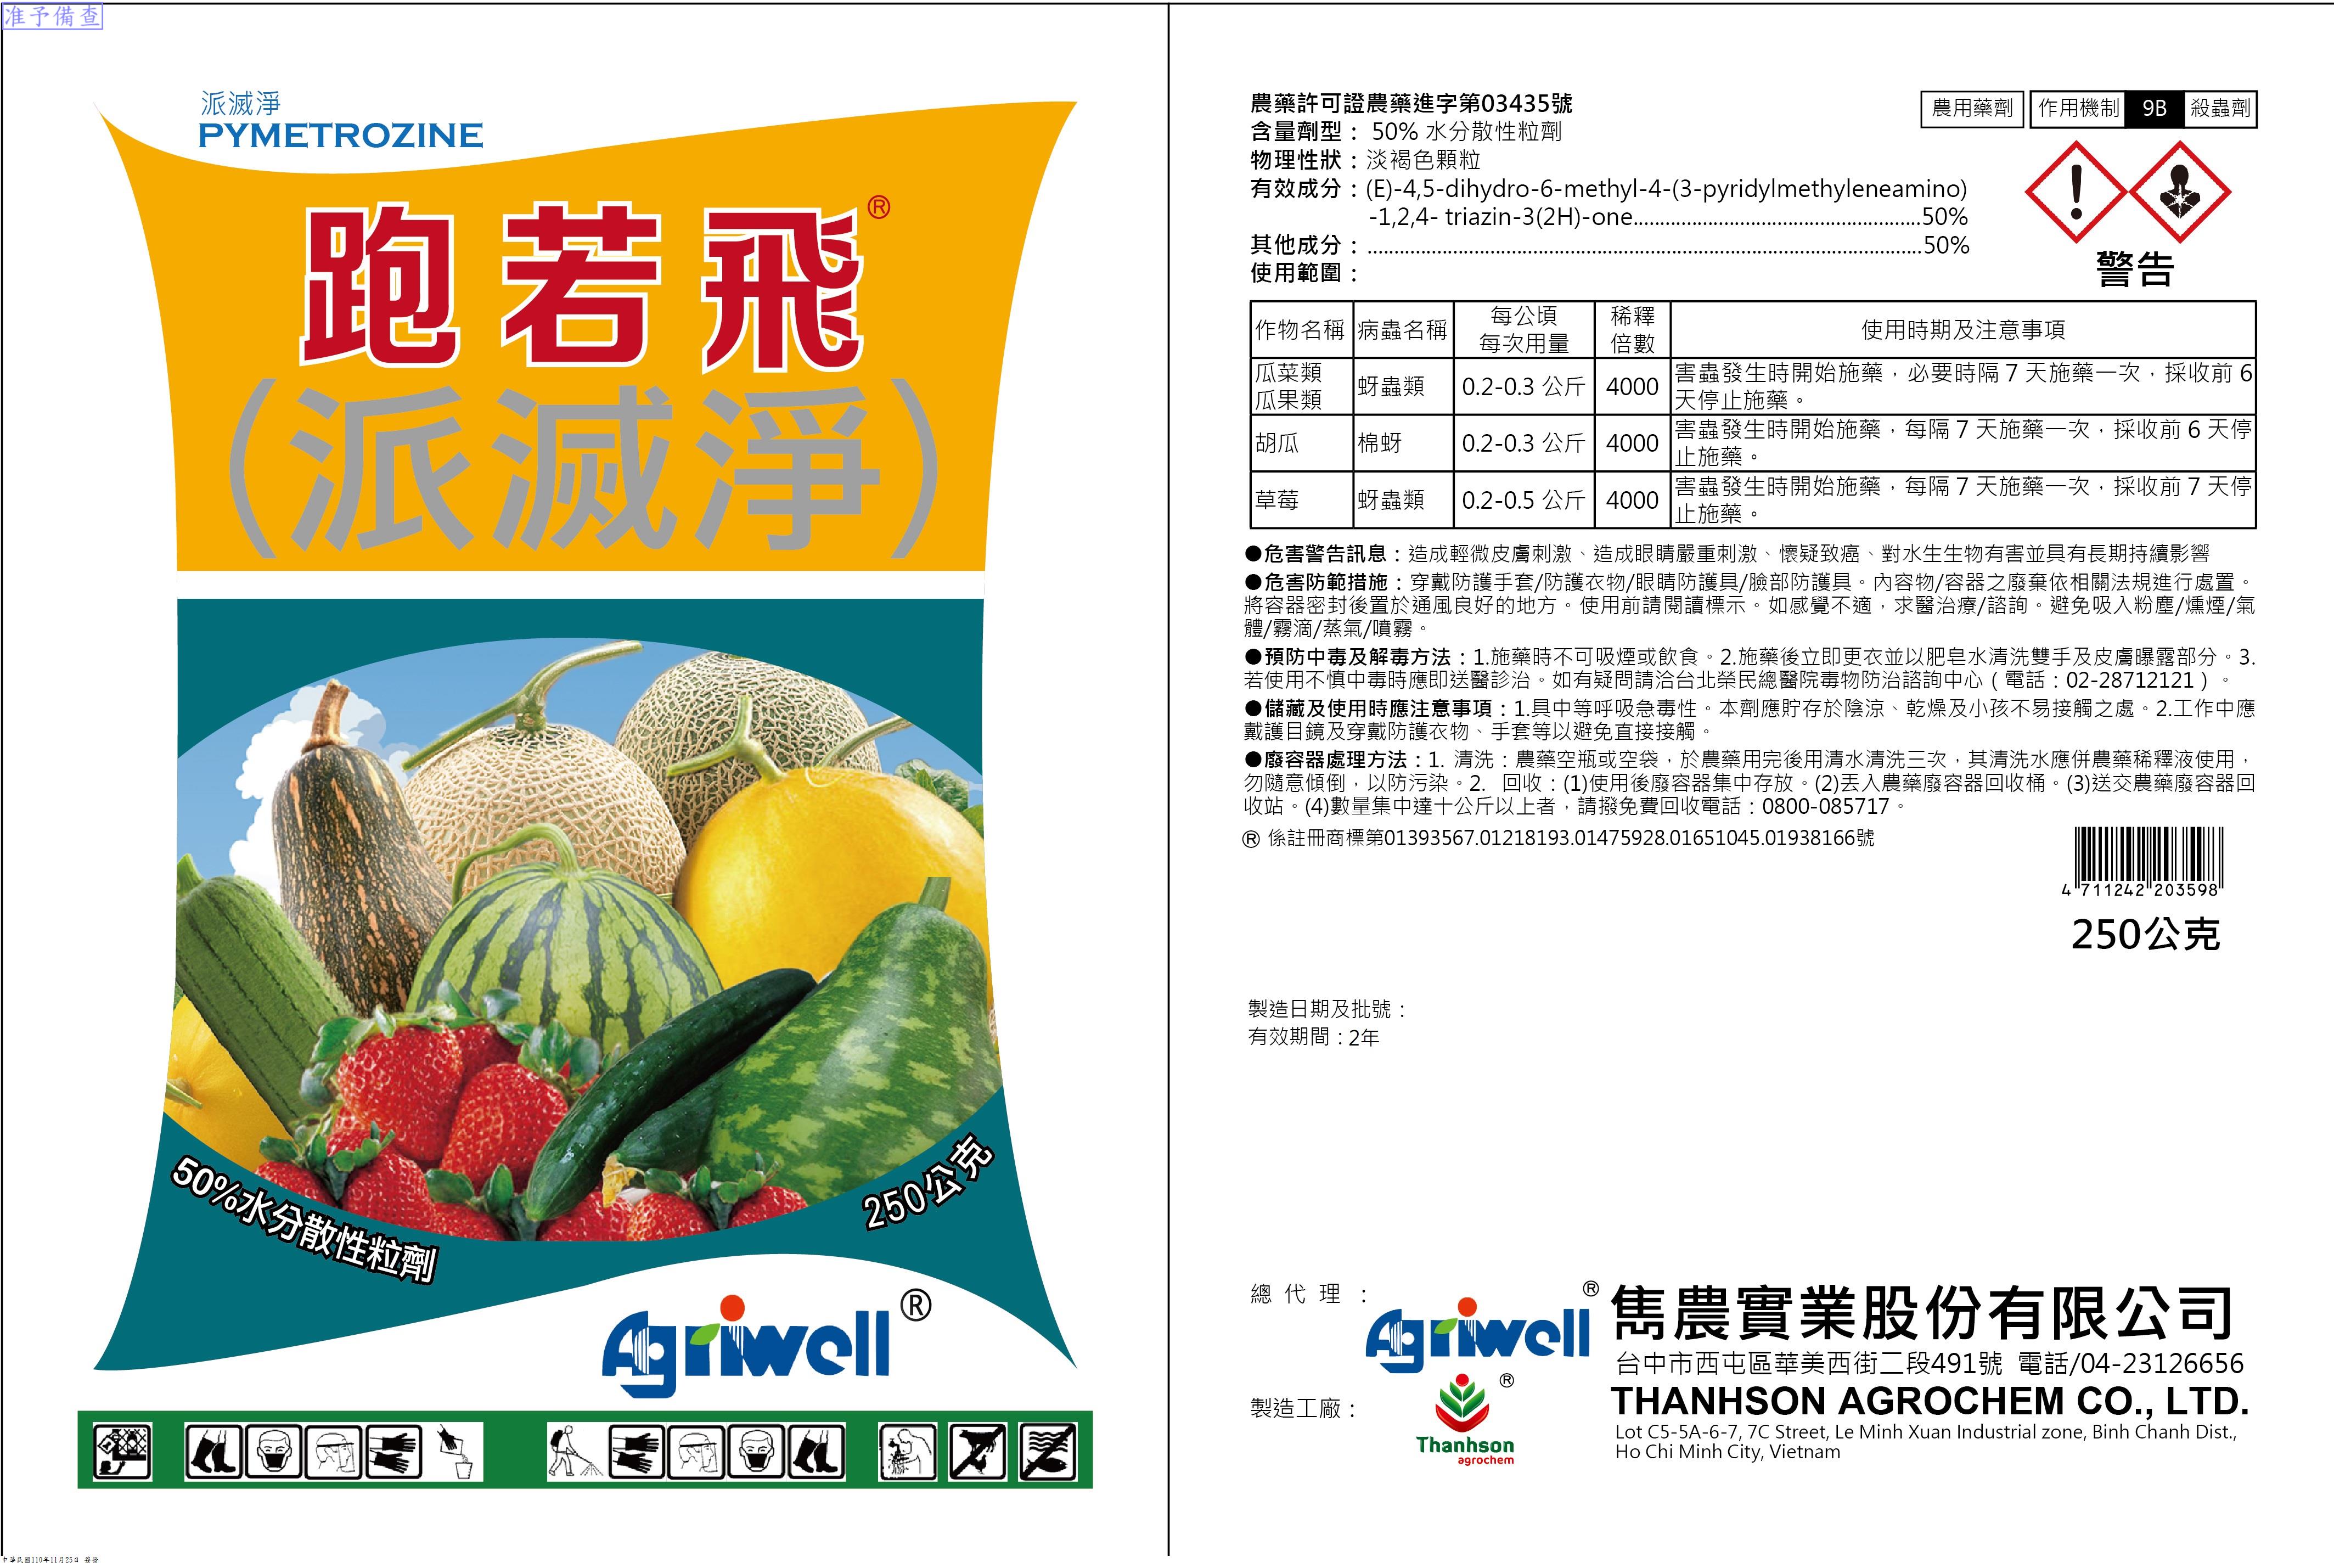 准予備查
派滅淨
PYMETROZINE
跑若飛®
(派滅淨)
50%水分散性粒劑
250公克
Agriwell®
農藥許可證農藥進字第03435號
農用藥劑 作用機制 9B 殺蟲劑
含量劑型：50% 水分散性粒劑
物理性狀：淡褐色顆粒
有效成分：(E)-4,5-dihydro-6-methyl-4-(3-pyridylmethyleneamino)
-1,2,4- triazin-3(2H)-one......................................................50%
其他成分：........................................................................................................50%
使用範圍：
警告
作物名稱 病蟲名稱 每公頃每次用量 稀釋倍數 使用時期及注意事項
瓜菜類 瓜果類 蚜蟲類 0.2-0.3 公斤 4000 害蟲發生時開始施藥，必要時隔 7 天施藥一次，採收前 6
天停止施藥。
胡瓜 棉蚜 0.2-0.3 公斤 4000 害蟲發生時開始施藥，每隔 7 天施藥一次，採收前 6 天停
止施藥。
草莓 蚜蟲類 0.2-0.5 公斤 4000 害蟲發生時開始施藥，每隔 7 天施藥一次，採收前 7 天停
止施藥。
●危害警告訊息：造成輕微皮膚刺激、造成眼睛嚴重刺激、懷疑致癌、對水生生物有害並具有長期持續影響
●危害防範措施：穿戴防護手套/防護衣物/眼睛防護具/臉部防護具。內容物/容器之廢棄依相關法規進行處置。
將容器密封後置於通風良好的地方。使用前請閱讀標示。如感覺不適，求醫治療/諮詢。避免吸入粉塵/燻煙/氣
體/霧滴/蒸氣/噴霧。
●預防中毒及解毒方法：1.施藥時不可吸煙或飲食。2.施藥後立即更衣並以肥皂水清洗雙手及皮膚曝露部分。3.
若使用不慎中毒時應即送醫診治。如有疑問請洽台北榮民總醫院毒物防治諮詢中心（電話：02-28712121）。
●儲藏及使用時應注意事項：1.具中等呼吸急毒性。本劑應貯存於陰涼、乾燥及小孩不易接觸之處。2.工作中應
戴護目鏡及穿戴防護衣物、手套等以避免直接接觸。
●廢容器處理方法：1. 清洗：農藥空瓶或空袋，於農藥用完後用清水清洗三次，其清洗水應併農藥稀釋液使用，
勿隨意傾倒，以防污染。2. 回收：(1)使用後廢容器集中存放。(2)丟入農藥廢容器回收桶。(3)送交農藥廢容器回
收站。(4)數量集中達十公斤以上者，請撥免費回收電話：0800-085717。
® 係註冊商標第01393567.01218193.01475928.01651045.01938166號
4 711242 203598
250公克
製造日期及批號：
有效期間：2年
總代理：
Agriwell® 雋農實業股份有限公司
台中市西屯區華美西街二段491號 電話/04-23126656
製造工廠：
Thanhson®
agrochem
THANHSON AGROCHEM CO., LTD.
Lot C5-5A-6-7, 7C Street, Le Minh Xuan Industrial zone, Binh Chanh Dist.,
Ho Chi Minh City, Vietnam
中華民國110年11月25日